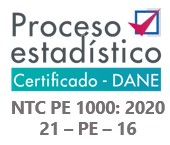 Proceso
estadístico
Certificado - DANE
NTC PE 1000: 2020
21 – PE – 16